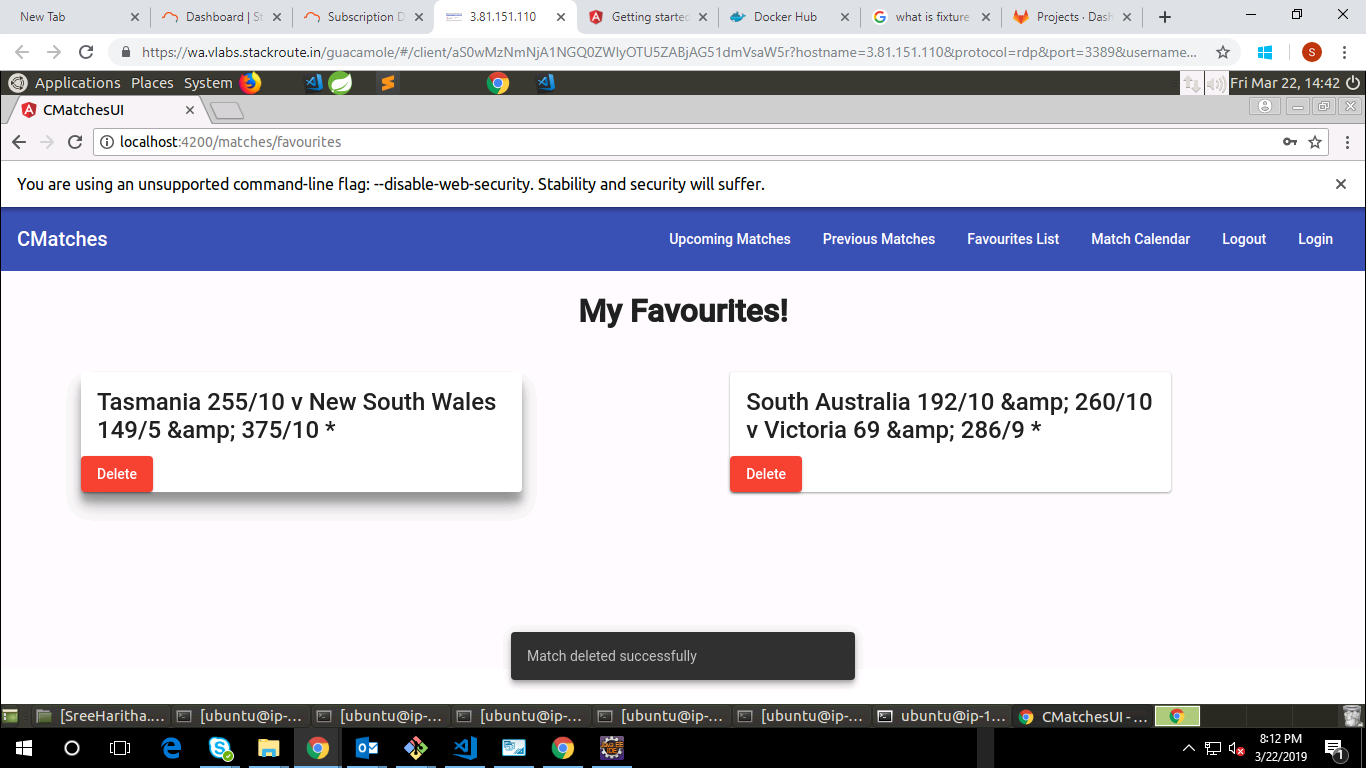 New Tab
Dashboard | St
Subscription D
3.81.151.110
Getting started
Docker Hub
what is fixture
Projects · Dash
https://wa.vlabs.stackroute.in/guacamole/#/client/aS0wMzNmNjA1NGQ0ZWIyOTU5ZABjAG51dmVsaW5r?hostname=3.81.151.110&protocol=rdp&port=3389&username...
S
Applications Places System
Fri Mar 22, 14:42
CMatchesUI
localhost:4200/matches/favourites
You are using an unsupported command-line flag: --disable-web-security. Stability and security will suffer.
CMatches
Upcoming Matches
Previous Matches
Favourites List
Match Calendar
Logout
Login
My Favourites!
Tasmania 255/10 v New South Wales
149/5 &amp; 375/10 *
Delete
South Australia 192/10 &amp; 260/10
v Victoria 69 &amp; 286/9 *
Delete
Match deleted successfully
[SreeHaritha....
[ubuntu@ip-...
[ubuntu@ip-...
[ubuntu@ip-...
[ubuntu@ip-...
[ubuntu@ip-...
ubuntu@ip-1...
CMatchesUI - ...
8:12 PM
3/22/2019
1